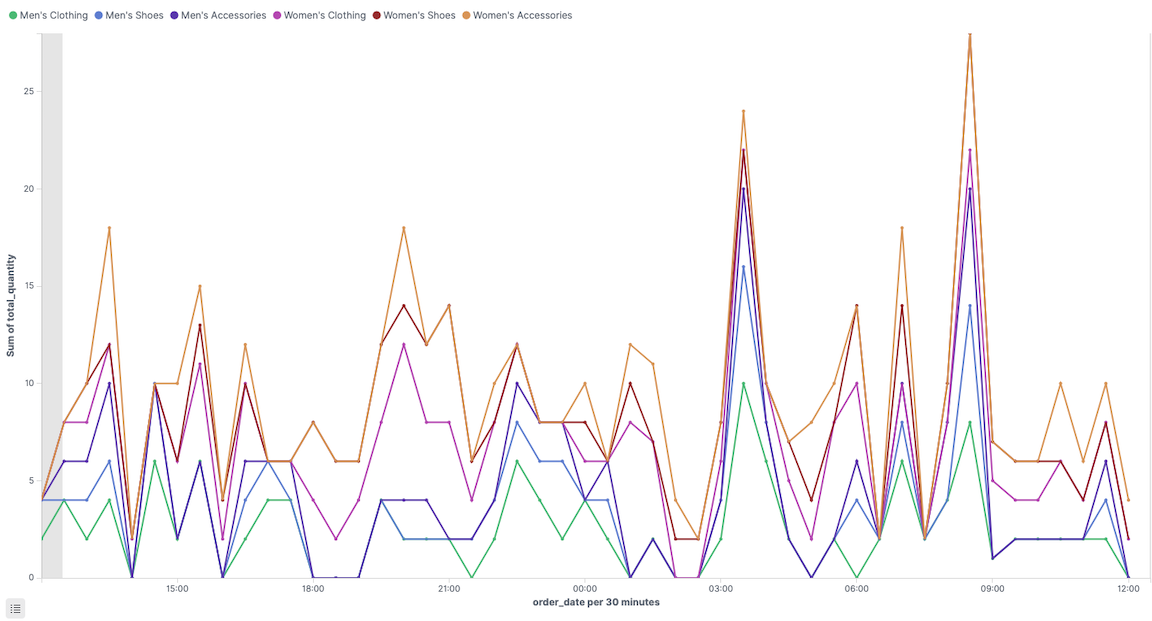 Men's Clothing Men's Shoes Men's Accessories Women's Clothing Women's Shoes Women's Accessories
25
20
15
10
5
0
Sum of total_quantity
15:00 18:00 21:00 00:00 03:00 06:00 09:00 12:00
order_date per 30 minutes